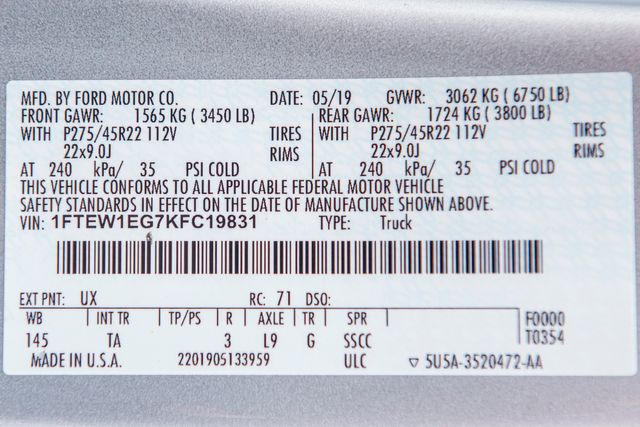 MFD. BY FORD MOTOR CO. DATE: 05/19 GVWR: 3062 KG ( 6750 LB)
FRONT GAWR: 1565 KG ( 3450 LB) REAR GAWR: 1724 KG ( 3800 LB)
WITH P275/45R22 112V TIRES P275/45R22 112V TIRES
22x9.0J RIMS WITH 22x9.0J RIMS
AT 240 kPa/ 35 PSI COLD AT 240 kPa/ 35 PSI COLD
THIS VEHICLE CONFORMS TO ALL APPLICABLE FEDERAL MOTOR VEHICLE
SAFETY STANDARDS IN EFFECT ON THE DATE OF MANUFACTURE SHOWN ABOVE.
VIN: 1FTEW1EG7KFC19831 TYPE: Truck
EXT PNT: UX RC: 71 DSO:
WB INT TR TP/PS R AXLE TR SPR F0000
145 TA 3 L9 G SSCC T0354
MADE IN U.S.A. 2201905133959 ULC ▽ 5U5A-3520472-AA